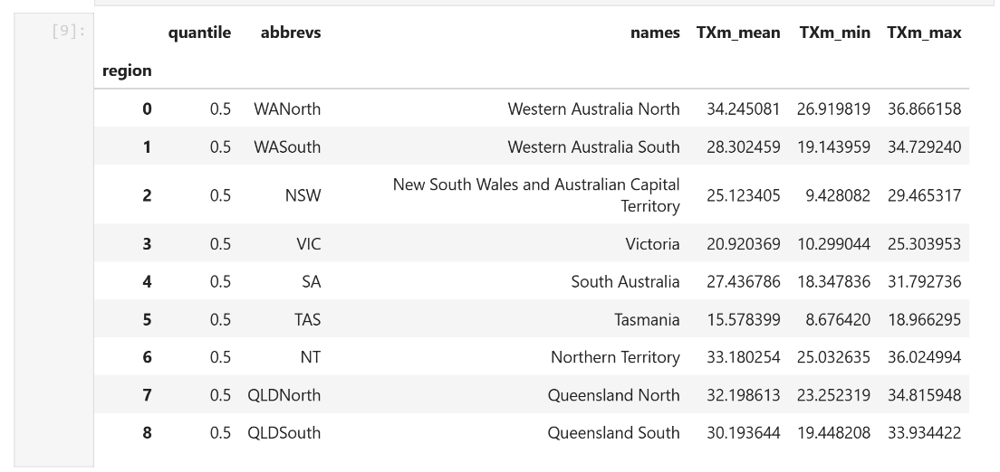 [9]:
quantile abbrevs names TXm_mean TXm_min TXm_max
region
0 0.5 WANorth Western Australia North 34.245081 26.919819 36.866158
1 0.5 WASouth Western Australia South 28.302459 19.143959 34.729240
2 0.5 NSW New South Wales and Australian Capital Territory 25.123405 9.428082 29.465317
3 0.5 VIC Victoria 20.920369 10.299044 25.303953
4 0.5 SA South Australia 27.436786 18.347836 31.792736
5 0.5 TAS Tasmania 15.578399 8.676420 18.966295
6 0.5 NT Northern Territory 33.180254 25.032635 36.024994
7 0.5 QLDNorth Queensland North 32.198613 23.252319 34.815948
8 0.5 QLDSouth Queensland South 30.193644 19.448208 33.934422